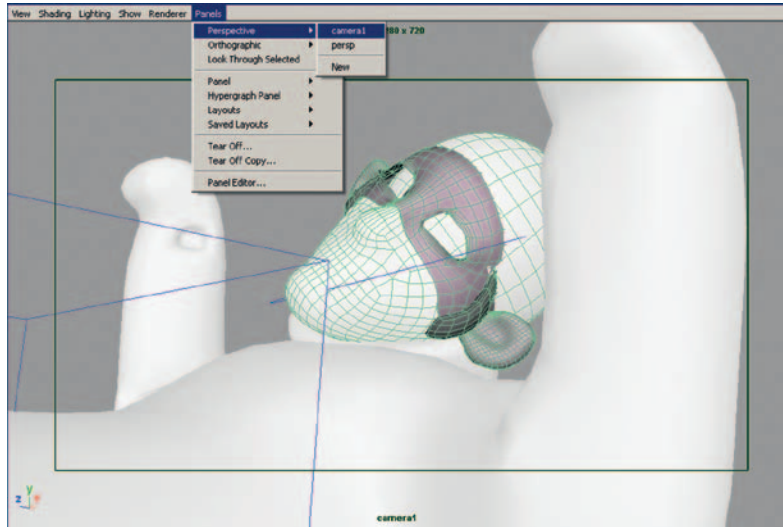 View Shading Lighting Show Renderer Panels
Perspective camera1
Orthographic persp
Look Through Selected
New
Panel
Hypergraph Panel
Layouts
Saved Layouts
Tear Off...
Tear Off Copy...
Panel Editor...
x 720
y
z
camera1